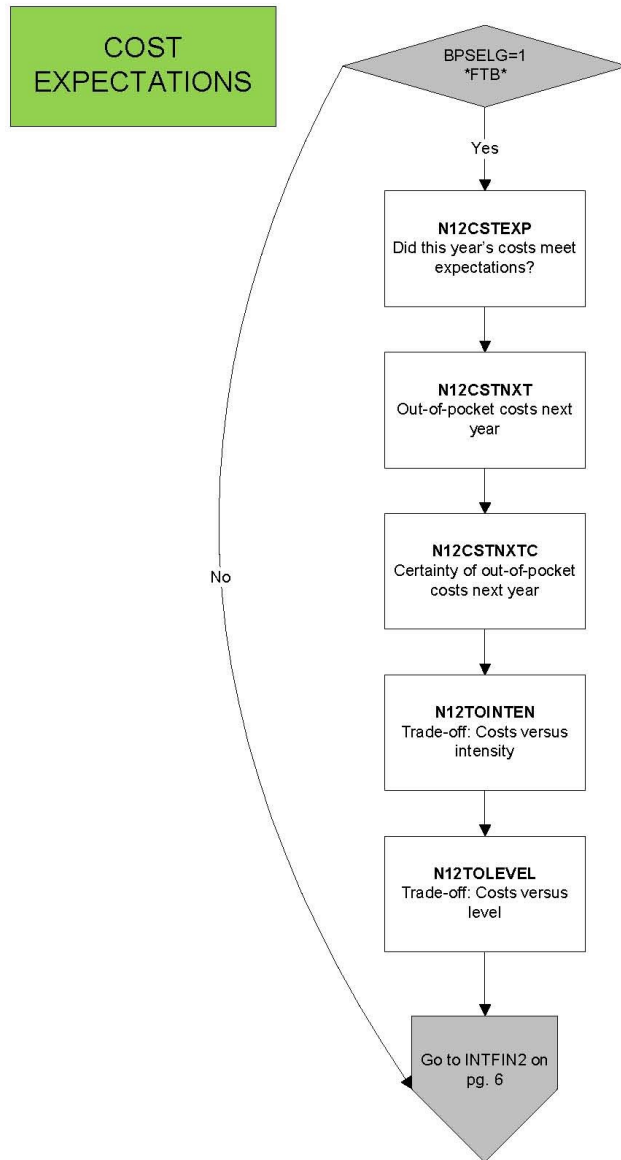 COST
EXPECTATIONS
BPSELG=1
*FTB*
Yes
N12CSTEXP
Did this year's costs meet
expectations?
N12CSTNXT
Out-of-pocket costs next
year
N12CSTNXTC
Certainty of out-of-pocket
costs next year
No
N12TOINTEN
Trade-off: Costs versus
intensity
N12TOLEVEL
Trade-off: Costs versus
level
Go to INTFIN2 on
pg. 6